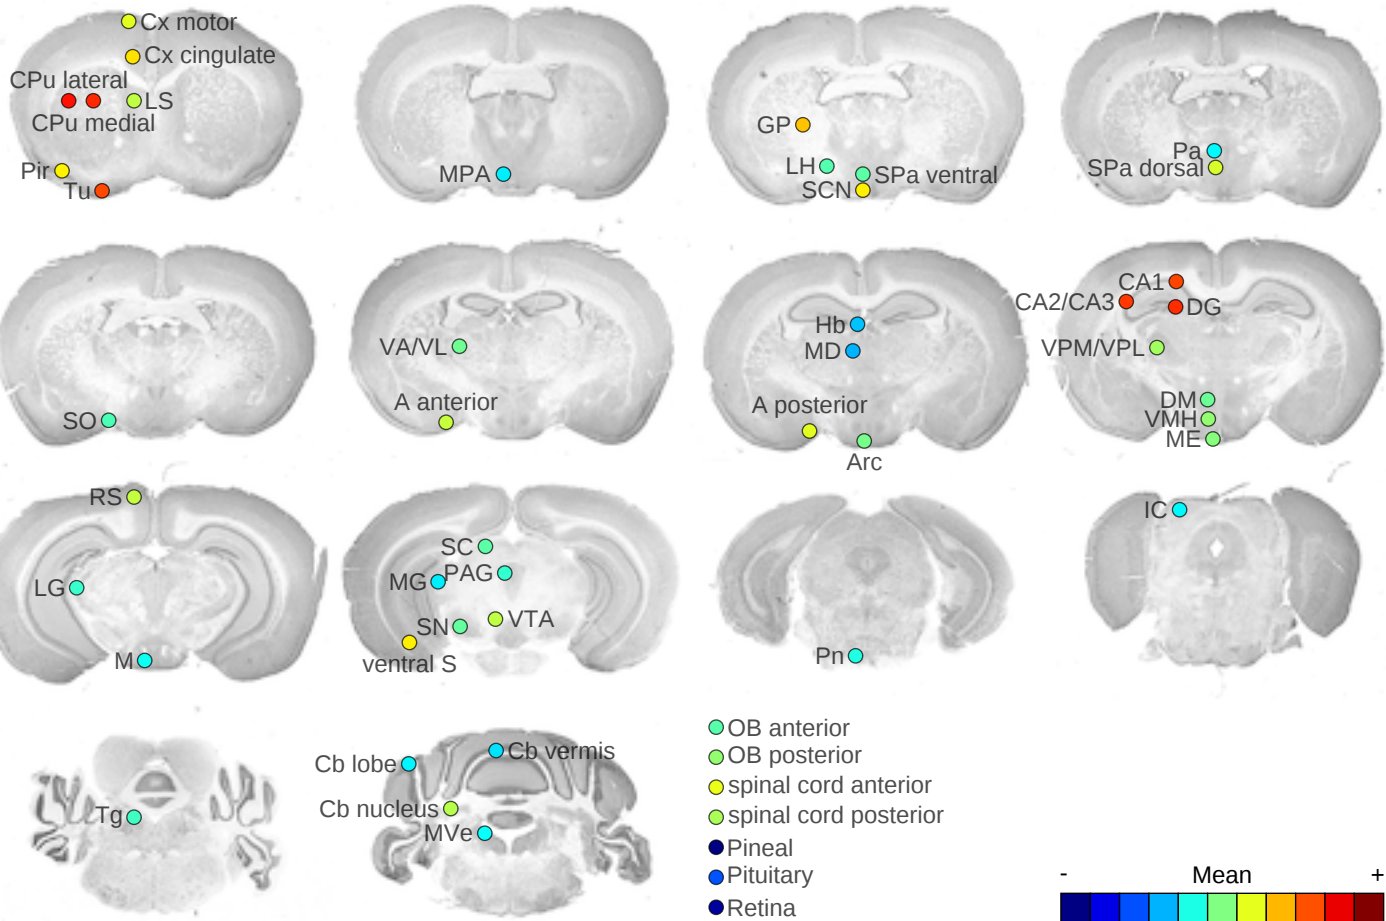 Cx motor
Cx cingulate
CPu lateral
LS
CPu medial
Pir
Tu
MPA
GP
LH
SPa ventral
SCN
Pa
SPa dorsal
SO
VA/VL
A anterior
Hb
MD
A posterior
Arc
CA1
CA2/CA3
DG
VPM/VPL
DM
VMH
ME
RS
LG
M
SC
MG
PAG
SN
VTA
ventral S
Pn
IC
Tg
Cb lobe
Cb vermis
Cb nucleus
MVe
OB anterior
OB posterior
spinal cord anterior
spinal cord posterior
Pineal
Pituitary
Retina
- Mean +